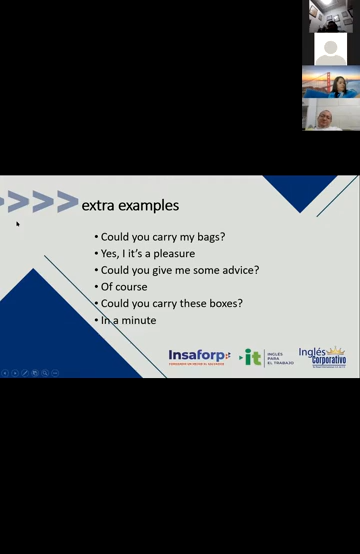 extra examples
• Could you carry my bags?
• Yes, I it's a pleasure
• Could you give me some advice?
• Of course
• Could you carry these boxes?
• In a minute
Insaforp
it
INGLÉS
PARA
EL TRABAJO
Inglés
Corporativo